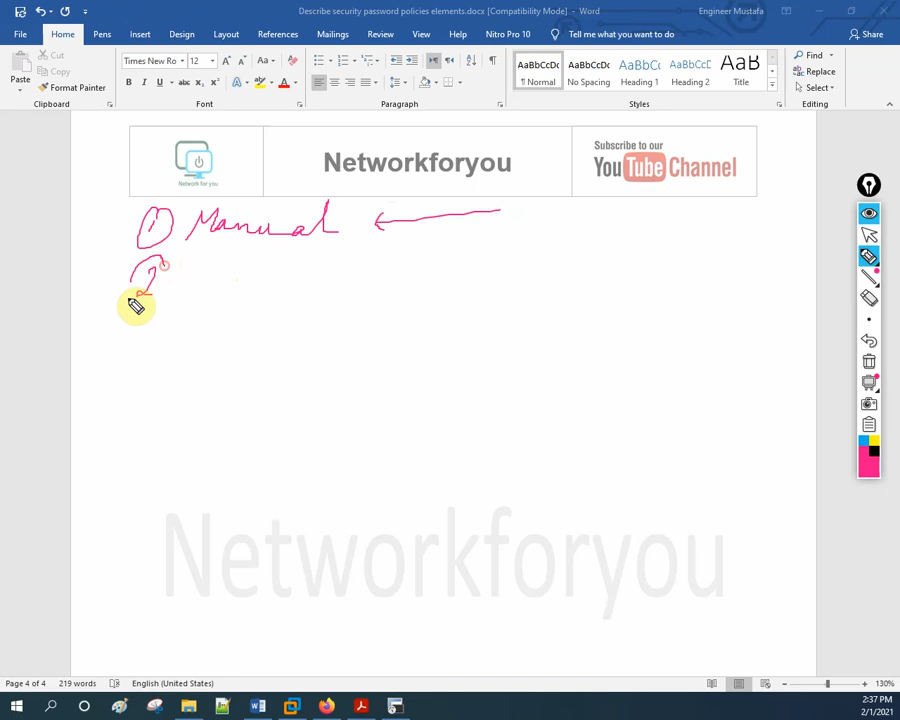 Describe security password policies elements.docx [Compatibility Mode] - Word
Engineer Mustafa
File Home Pens Insert Design Layout References Mailings Review View Help Nitro Pro 10 Tell me what you want to do Share
Cut
Copy
Format Painter
Paste
Times New Ro 12
AaBbCcDc AaBbCcDc AaBbC( AaBbCcC AaB
¶ Normal No Spacing Heading 1 Heading 2 Title
Find
Replace
Select
Clipboard Font Paragraph Styles Editing
Network for you
Networkforyou
Subscribe to our
YouTube Channel
1 Manual
2
Networkforyou
Page 4 of 4 219 words English (United States) 130%
2:37 PM
2/1/2021